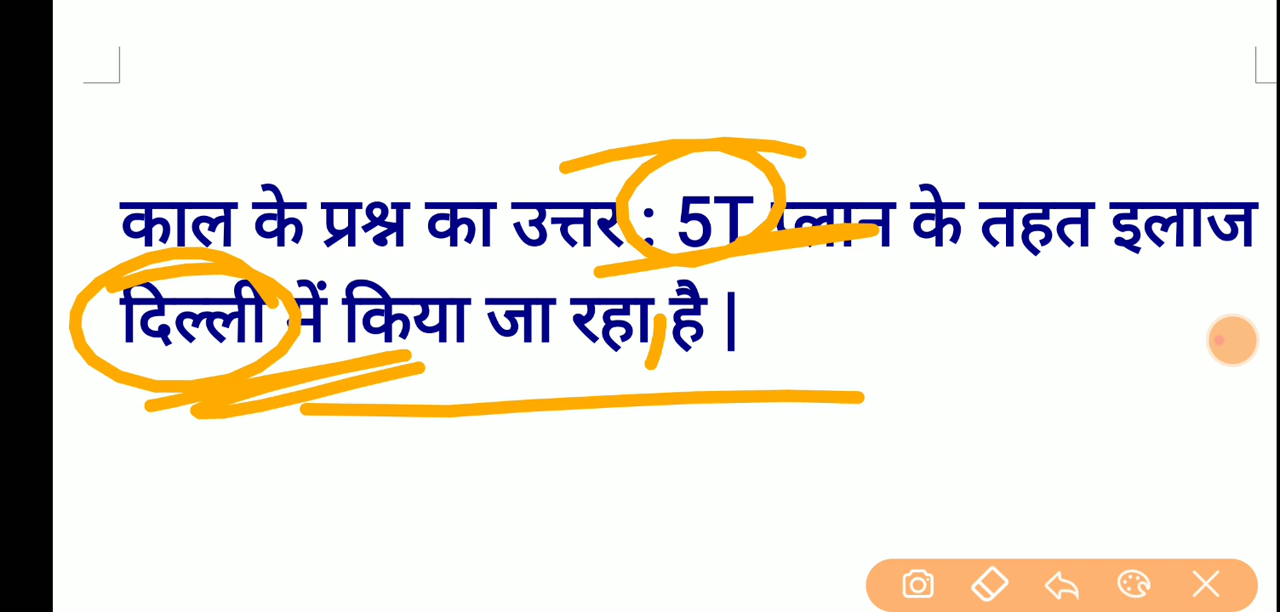 काल के प्रश्न का उत्तर : 5T प्लान के तहत इलाज
दिल्ली में किया जा रहा है |